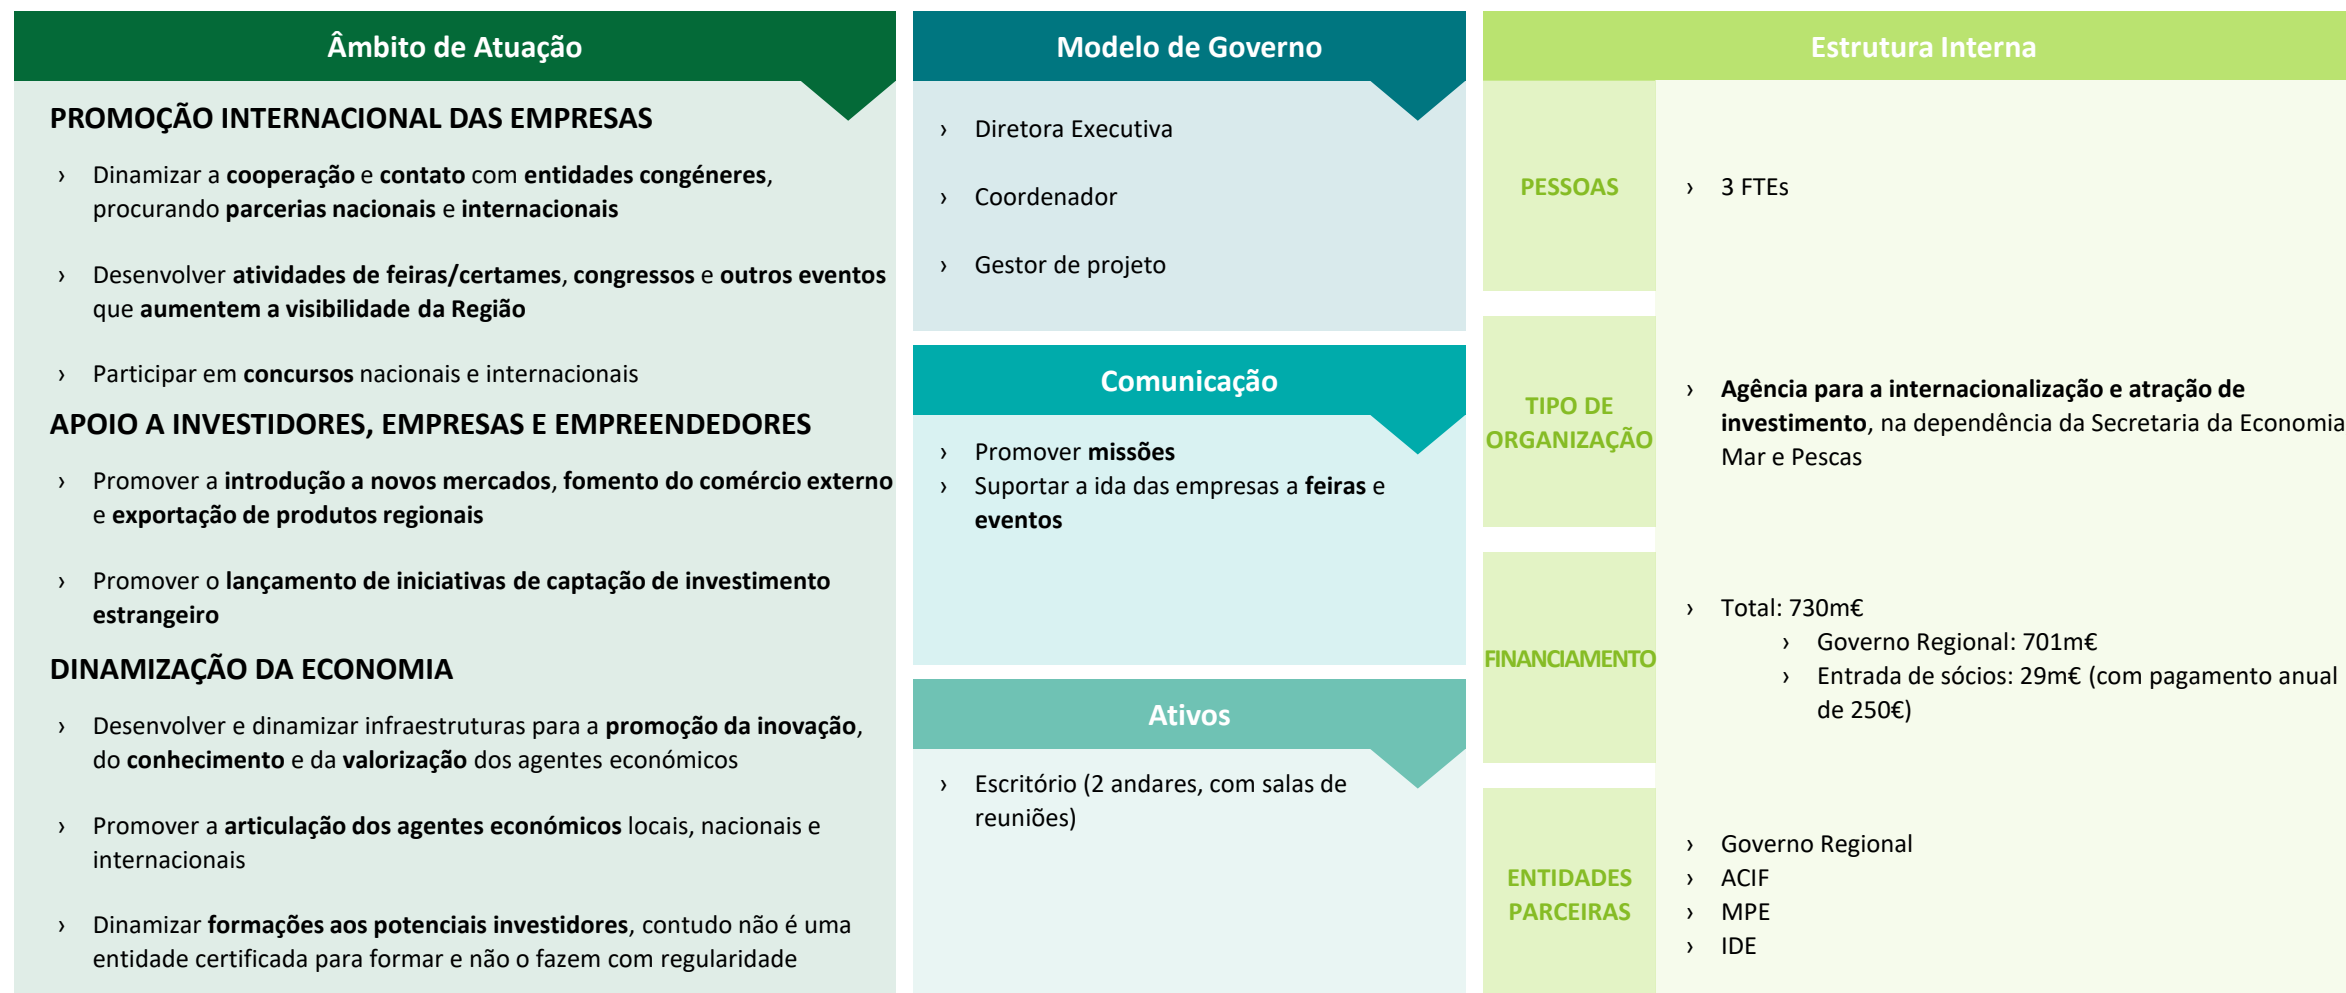 Âmbito de Atuação
PROMOÇÃO INTERNACIONAL DAS EMPRESAS
› Dinamizar a cooperação e contato com entidades congéneres,
procurando parcerias nacionais e internacionais
› Desenvolver atividades de feiras/certames, congressos e outros eventos
que aumentem a visibilidade da Região
› Participar em concursos nacionais e internacionais
APOIO A INVESTIDORES, EMPRESAS E EMPREENDEDORES
› Promover a introdução a novos mercados, fomento do comércio externo
e exportação de produtos regionais
› Promover o lançamento de iniciativas de captação de investimento
estrangeiro
DINAMIZAÇÃO DA ECONOMIA
› Desenvolver e dinamizar infraestruturas para a promoção da inovação,
do conhecimento e da valorização dos agentes económicos
› Promover a articulação dos agentes económicos locais, nacionais e
internacionais
› Dinamizar formações aos potenciais investidores, contudo não é uma
entidade certificada para formar e não o fazem com regularidade
Modelo de Governo
› Diretora Executiva
› Coordenador
› Gestor de projeto
Comunicação
› Promover missões
› Suportar a ida das empresas a feiras e
eventos
Ativos
› Escritório (2 andares, com salas de
reuniões)
Estrutura Interna
PESSOAS
› 3 FTEs
TIPO DE
ORGANIZAÇÃO
› Agência para a internacionalização e atração de
investimento, na dependência da Secretaria da Economia
Mar e Pescas
FINANCIAMENTO
› Total: 730m€
› Governo Regional: 701m€
› Entrada de sócios: 29m€ (com pagamento anual
de 250€)
ENTIDADES
PARCEIRAS
› Governo Regional
› ACIF
› MPE
› IDE